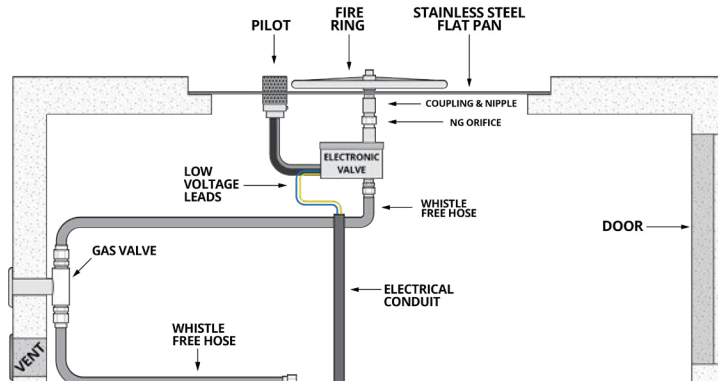 PILOT
FIRE
RING
STAINLESS STEEL
FLAT PAN
COUPLING & NIPPLE
NG ORIFICE
ELECTRONIC
VALVE
LOW
VOLTAGE
LEADS
WHISTLE
FREE HOSE
DOOR
GAS VALVE
ELECTRICAL
CONDUIT
WHISTLE
FREE HOSE
VENT